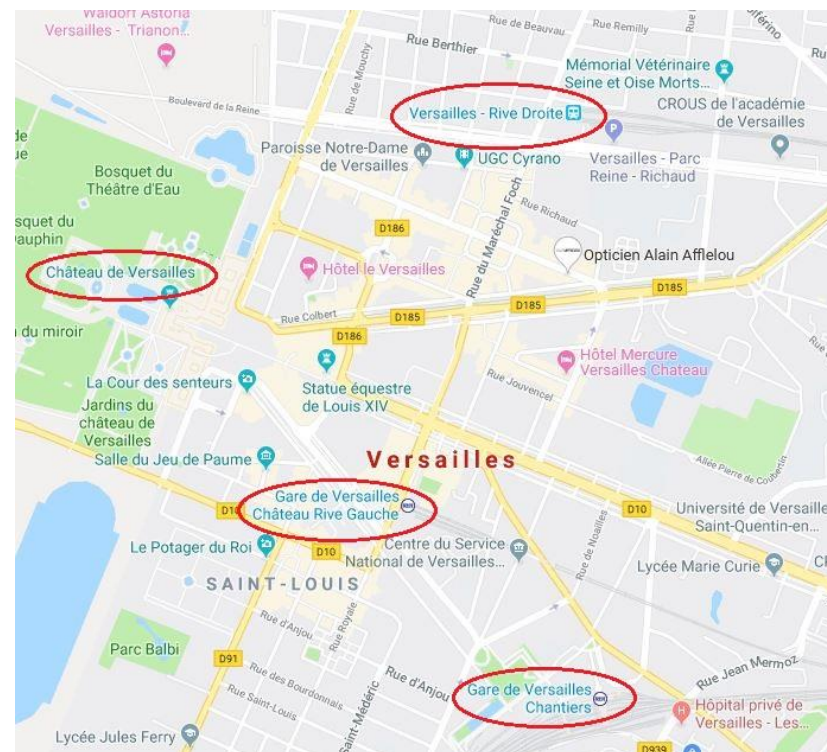 Waldorf Astoria
Versailles - Trianon...
Rue de Beauvau
Rue Remilly
Rue Berthier
Rue de Mouchy
Mémorial Vétérinaire
Seine et Oise Morts...
Boulevard de la Reine
Versailles - Rive Droite
CROUS de l'académie
de Versailles
Paroisse Notre-Dame
de Versailles
UGC Cyrano
P
Versailles - Parc
Reine - Richaud
Bosquet du
Théâtre d'Eau
Rue Richaud
Rue du Maréchal Foch
D186
Opticien Alain Afflelou
Château de Versailles
Hôtel le Versailles
D185
Rue Colbert
D185
D186
du miroir
Hôtel Mercure
Versailles Chateau
La Cour des senteurs
Statue équestre
de Louis XIV
Rue Jouvencel
Jardins du
château de
Versailles
Salle du Jeu de Paume
Versailles
Allée Pierre de Coubertin
Gare de Versailles
Château Rive Gauche
D10
Université de Versaille
Saint-Quentin-en...
D10
Le Potager du Roi
Centre du Service
National de Versailles...
Rue de Noailles
Lycée Marie Curie
SAINT-LOUIS
Rue d'Anjou
Rue Royale
Parc Balbi
D91
Rue des Bourdonnais
Rue d'Anjou
Rue Jean Mermoz
Rue Saint-Louis
Gare de Versailles
Chantiers
H
Hôpital privé de
Versailles - Les...
Lycée Jules Ferry
D939